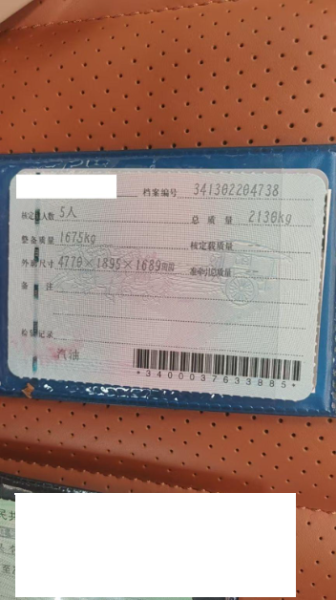 档案编号 341302204738
核定载人数 5人 总质量 2130kg
整备质量 1675kg 核定载质量
外廓尺寸 4770×1895×1689mm 准牵引总质量 --
备注
检验记录
汽油
*3400037633885*
民共